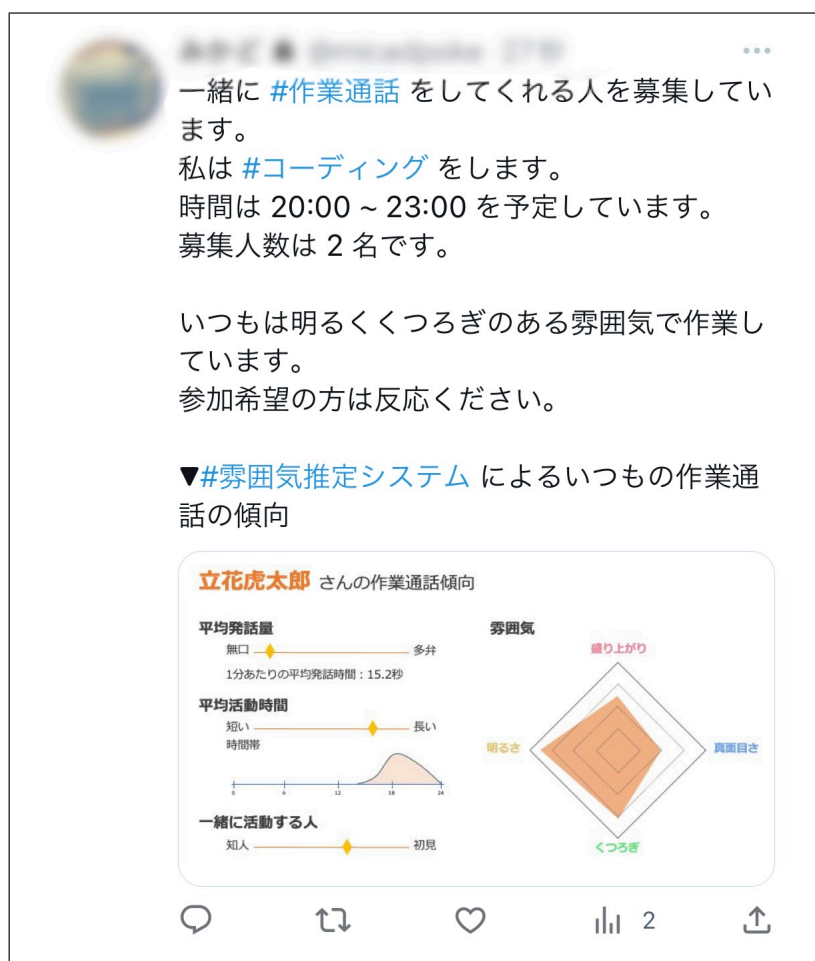 一緒に #作業通話 をしてくれる人を募集してい
ます。
私は #コーディング をします。
時間は 20:00 ~ 23:00 を予定しています。
募集人数は 2 名です。
いつもは明るくくつろぎのある雰囲気で作業し
ています。
参加希望の方は反応ください。
▼#雰囲気推定システム によるいつもの作業通
話の傾向
立花虎太郎 さんの作業通話傾向
平均発話量
無口 多弁
1分あたりの平均発話時間：15.2秒
平均活動時間
短い 長い
時間帯
0 6 12 18 24
一緒に活動する人
知人 初見
雰囲気
盛り上がり
明るさ 真面目さ
くつろぎ
2